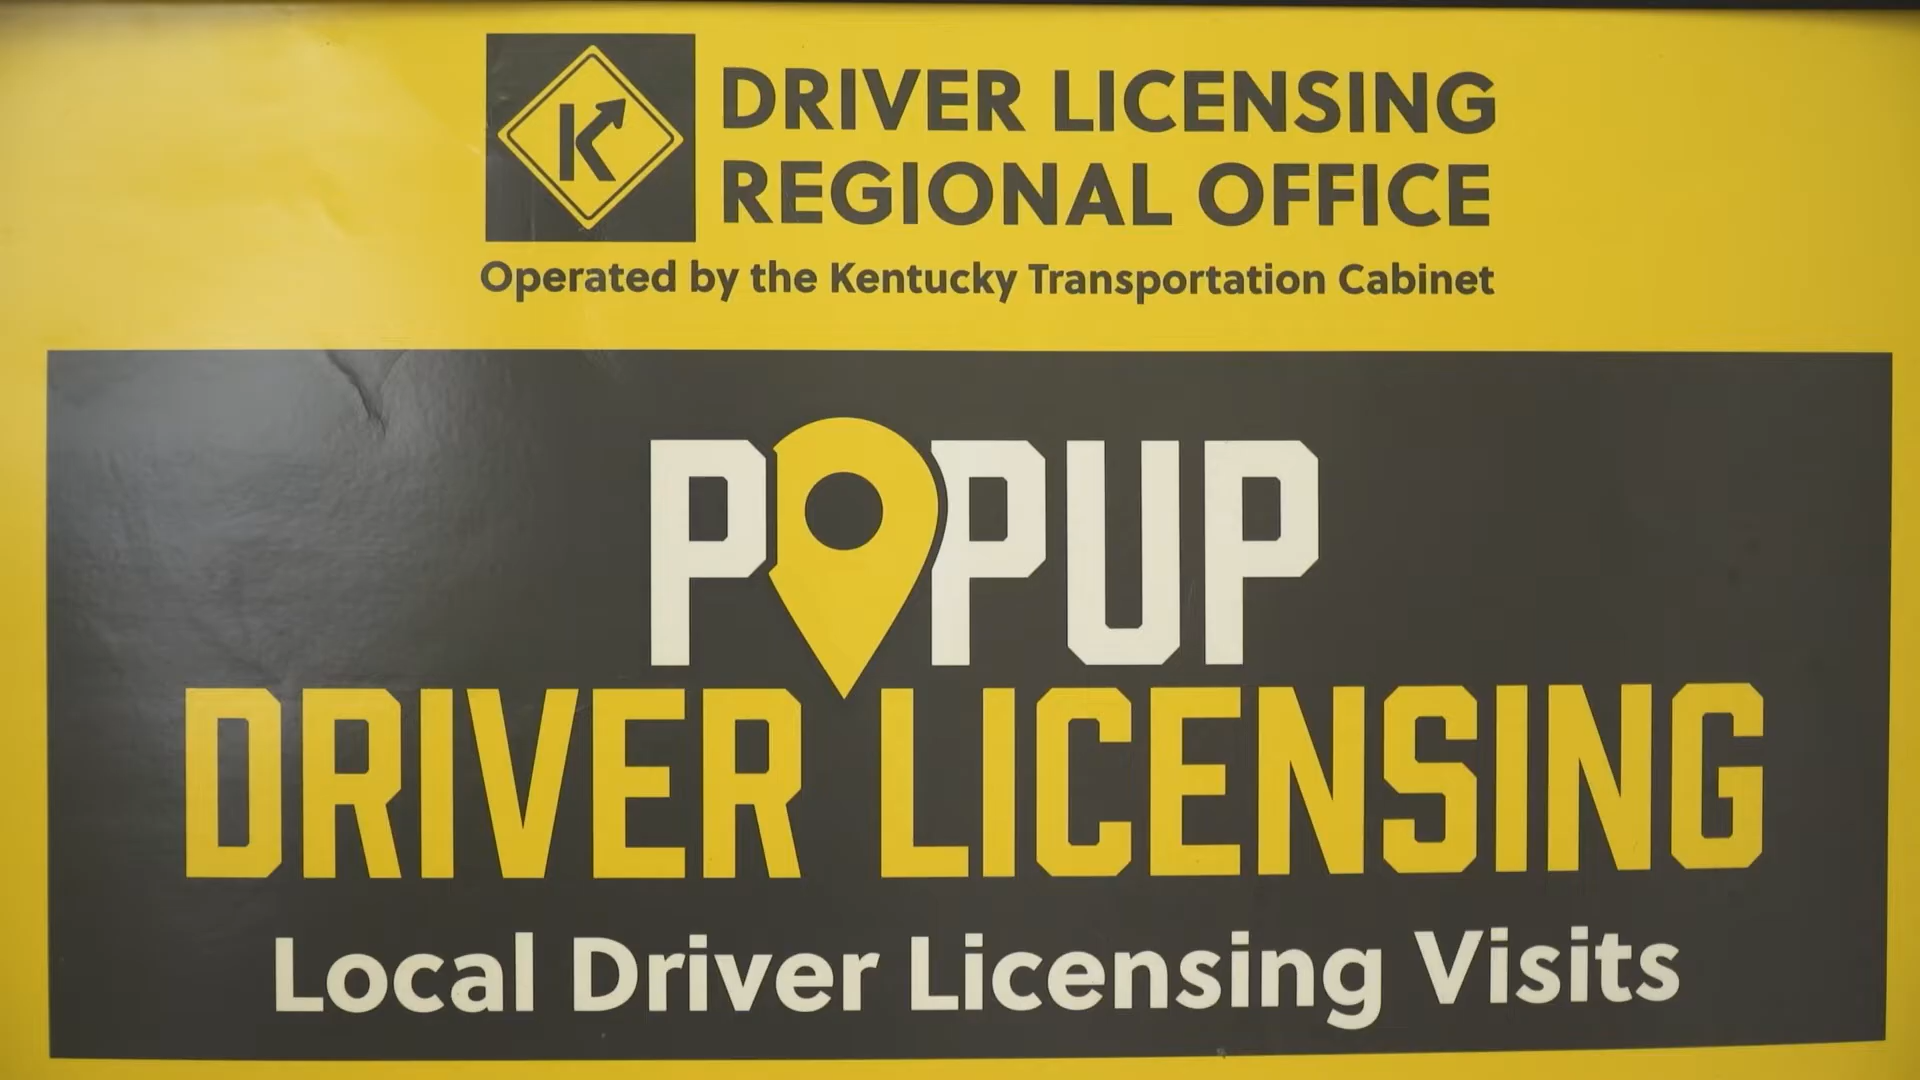 K
DRIVER LICENSING
REGIONAL OFFICE
Operated by the Kentucky Transportation Cabinet
POPUP
DRIVER LICENSING
Local Driver Licensing Visits